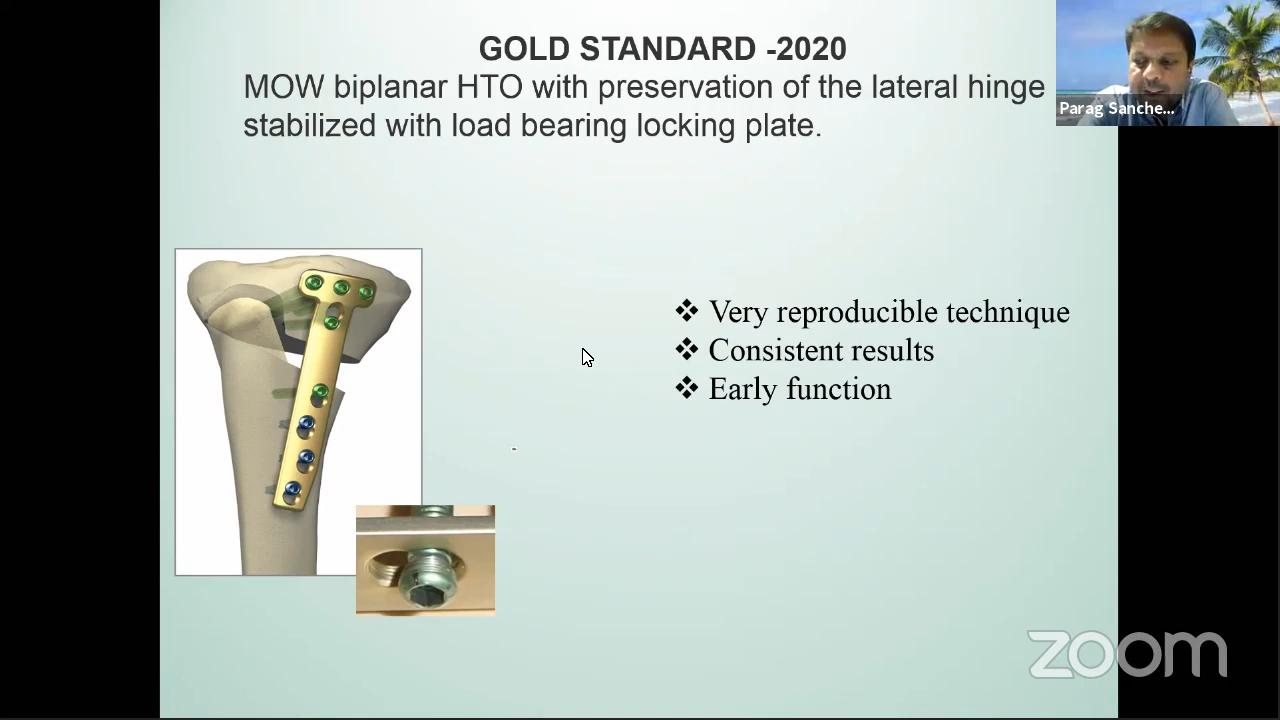 GOLD STANDARD -2020
MOW biplanar HTO with preservation of the lateral hinge
stabilized with load bearing locking plate.
Parag Sanche...
❖ Very reproducible technique
❖ Consistent results
❖ Early function
zoom